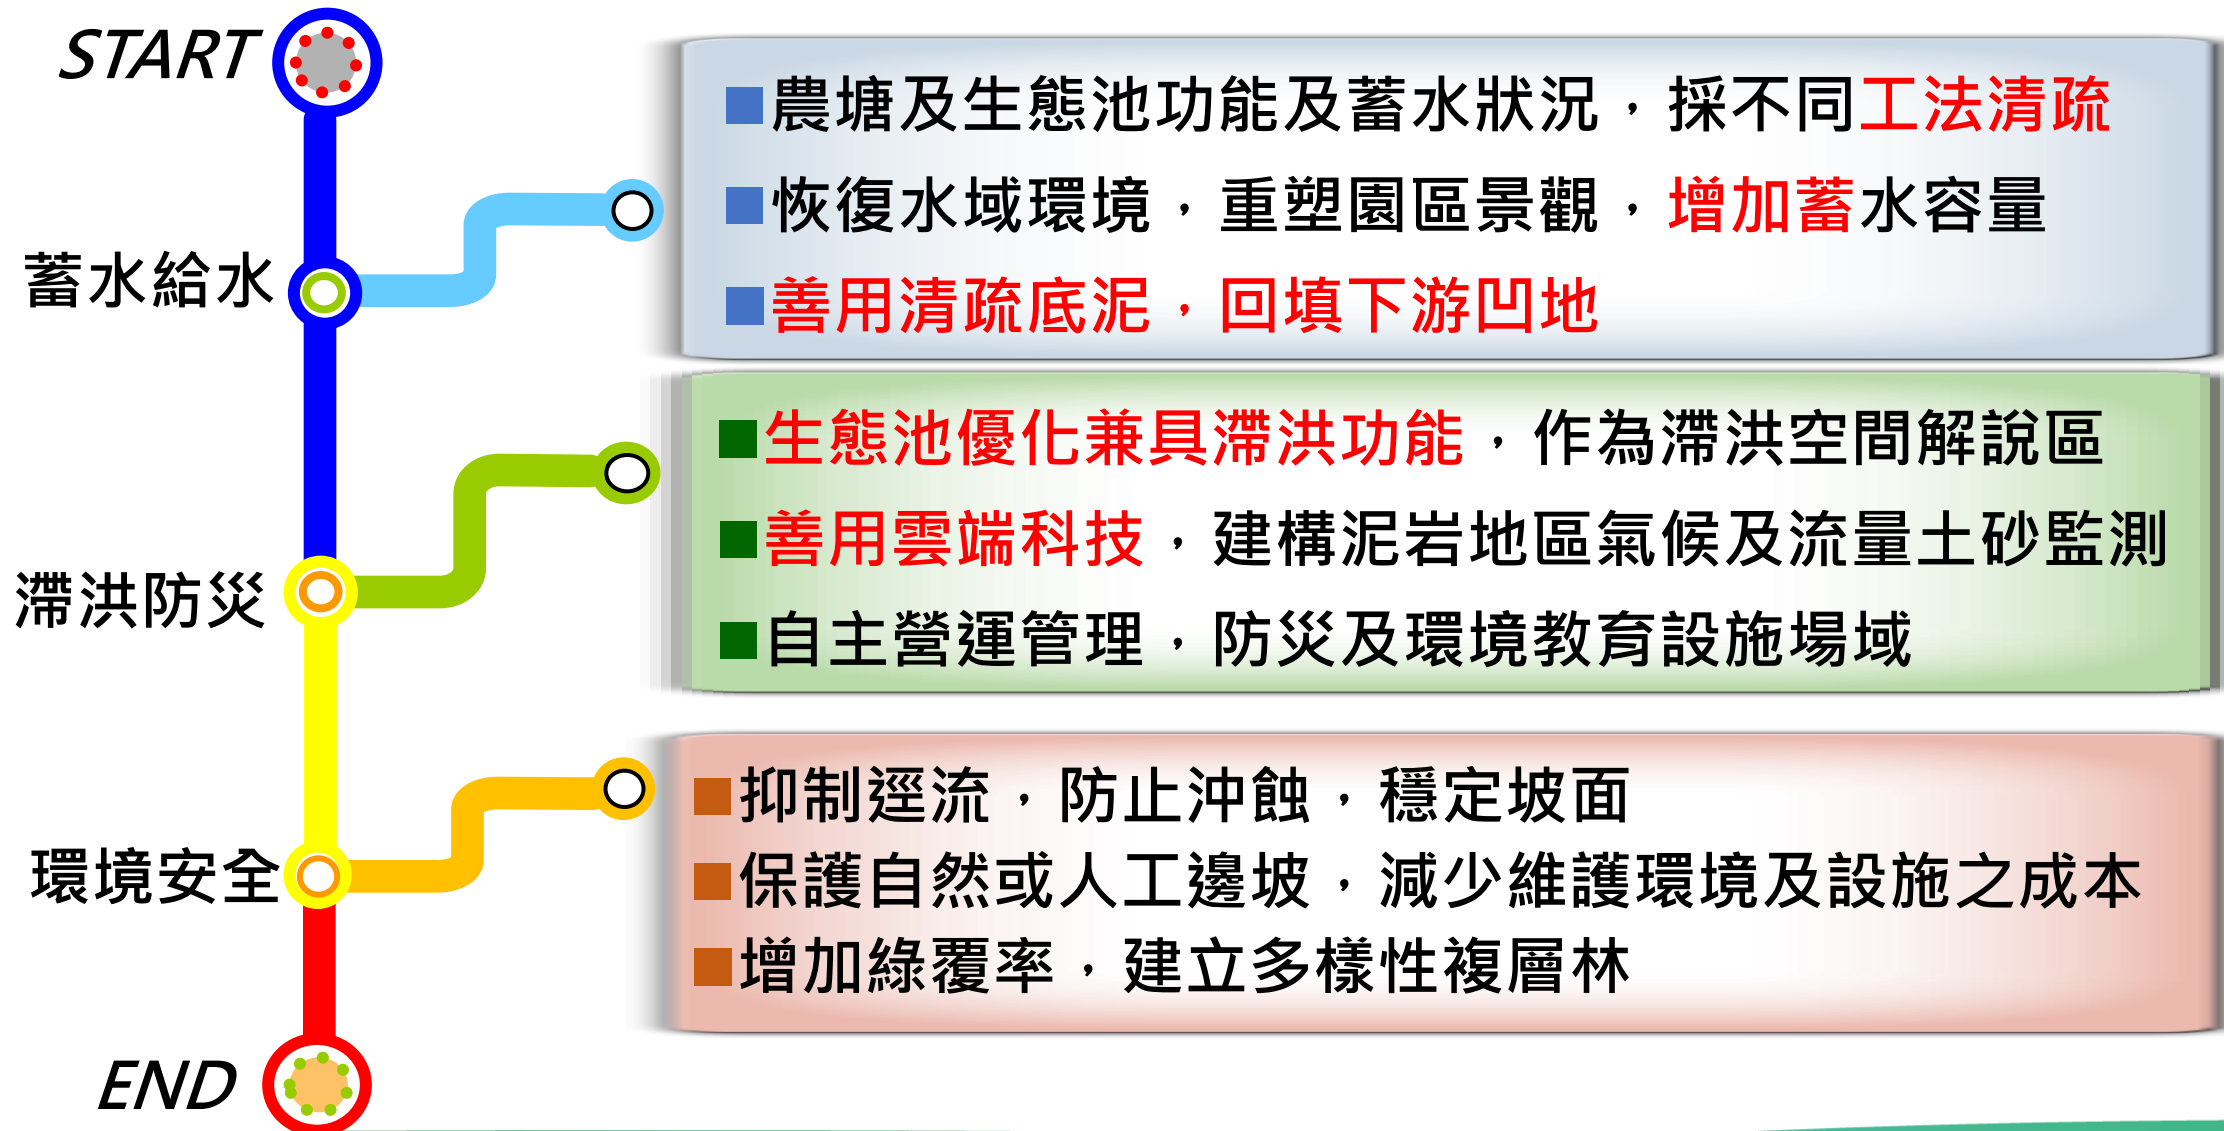 START
蓄水給水
■農塘及生態池功能及蓄水狀況，採不同工法清疏
■恢復水域環境，重塑園區景觀，增加蓄水容量
■善用清疏底泥，回填下游凹地
滯洪防災
■生態池優化兼具滯洪功能，作為滯洪空間解說區
■善用雲端科技，建構泥岩地區氣候及流量土砂監測
■自主營運管理，防災及環境教育設施場域
環境安全
■抑制逕流，防止沖蝕，穩定坡面
■保護自然或人工邊坡，減少維護環境及設施之成本
■增加綠覆率，建立多樣性複層林
END